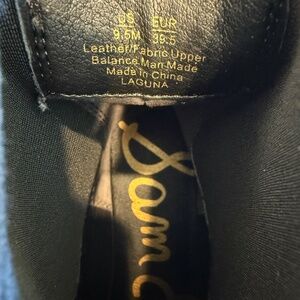 US EUR
9.5M 39.5
Leather/Fabric Upper
Balance Man Made
Made in China
LAGUNA
Sam